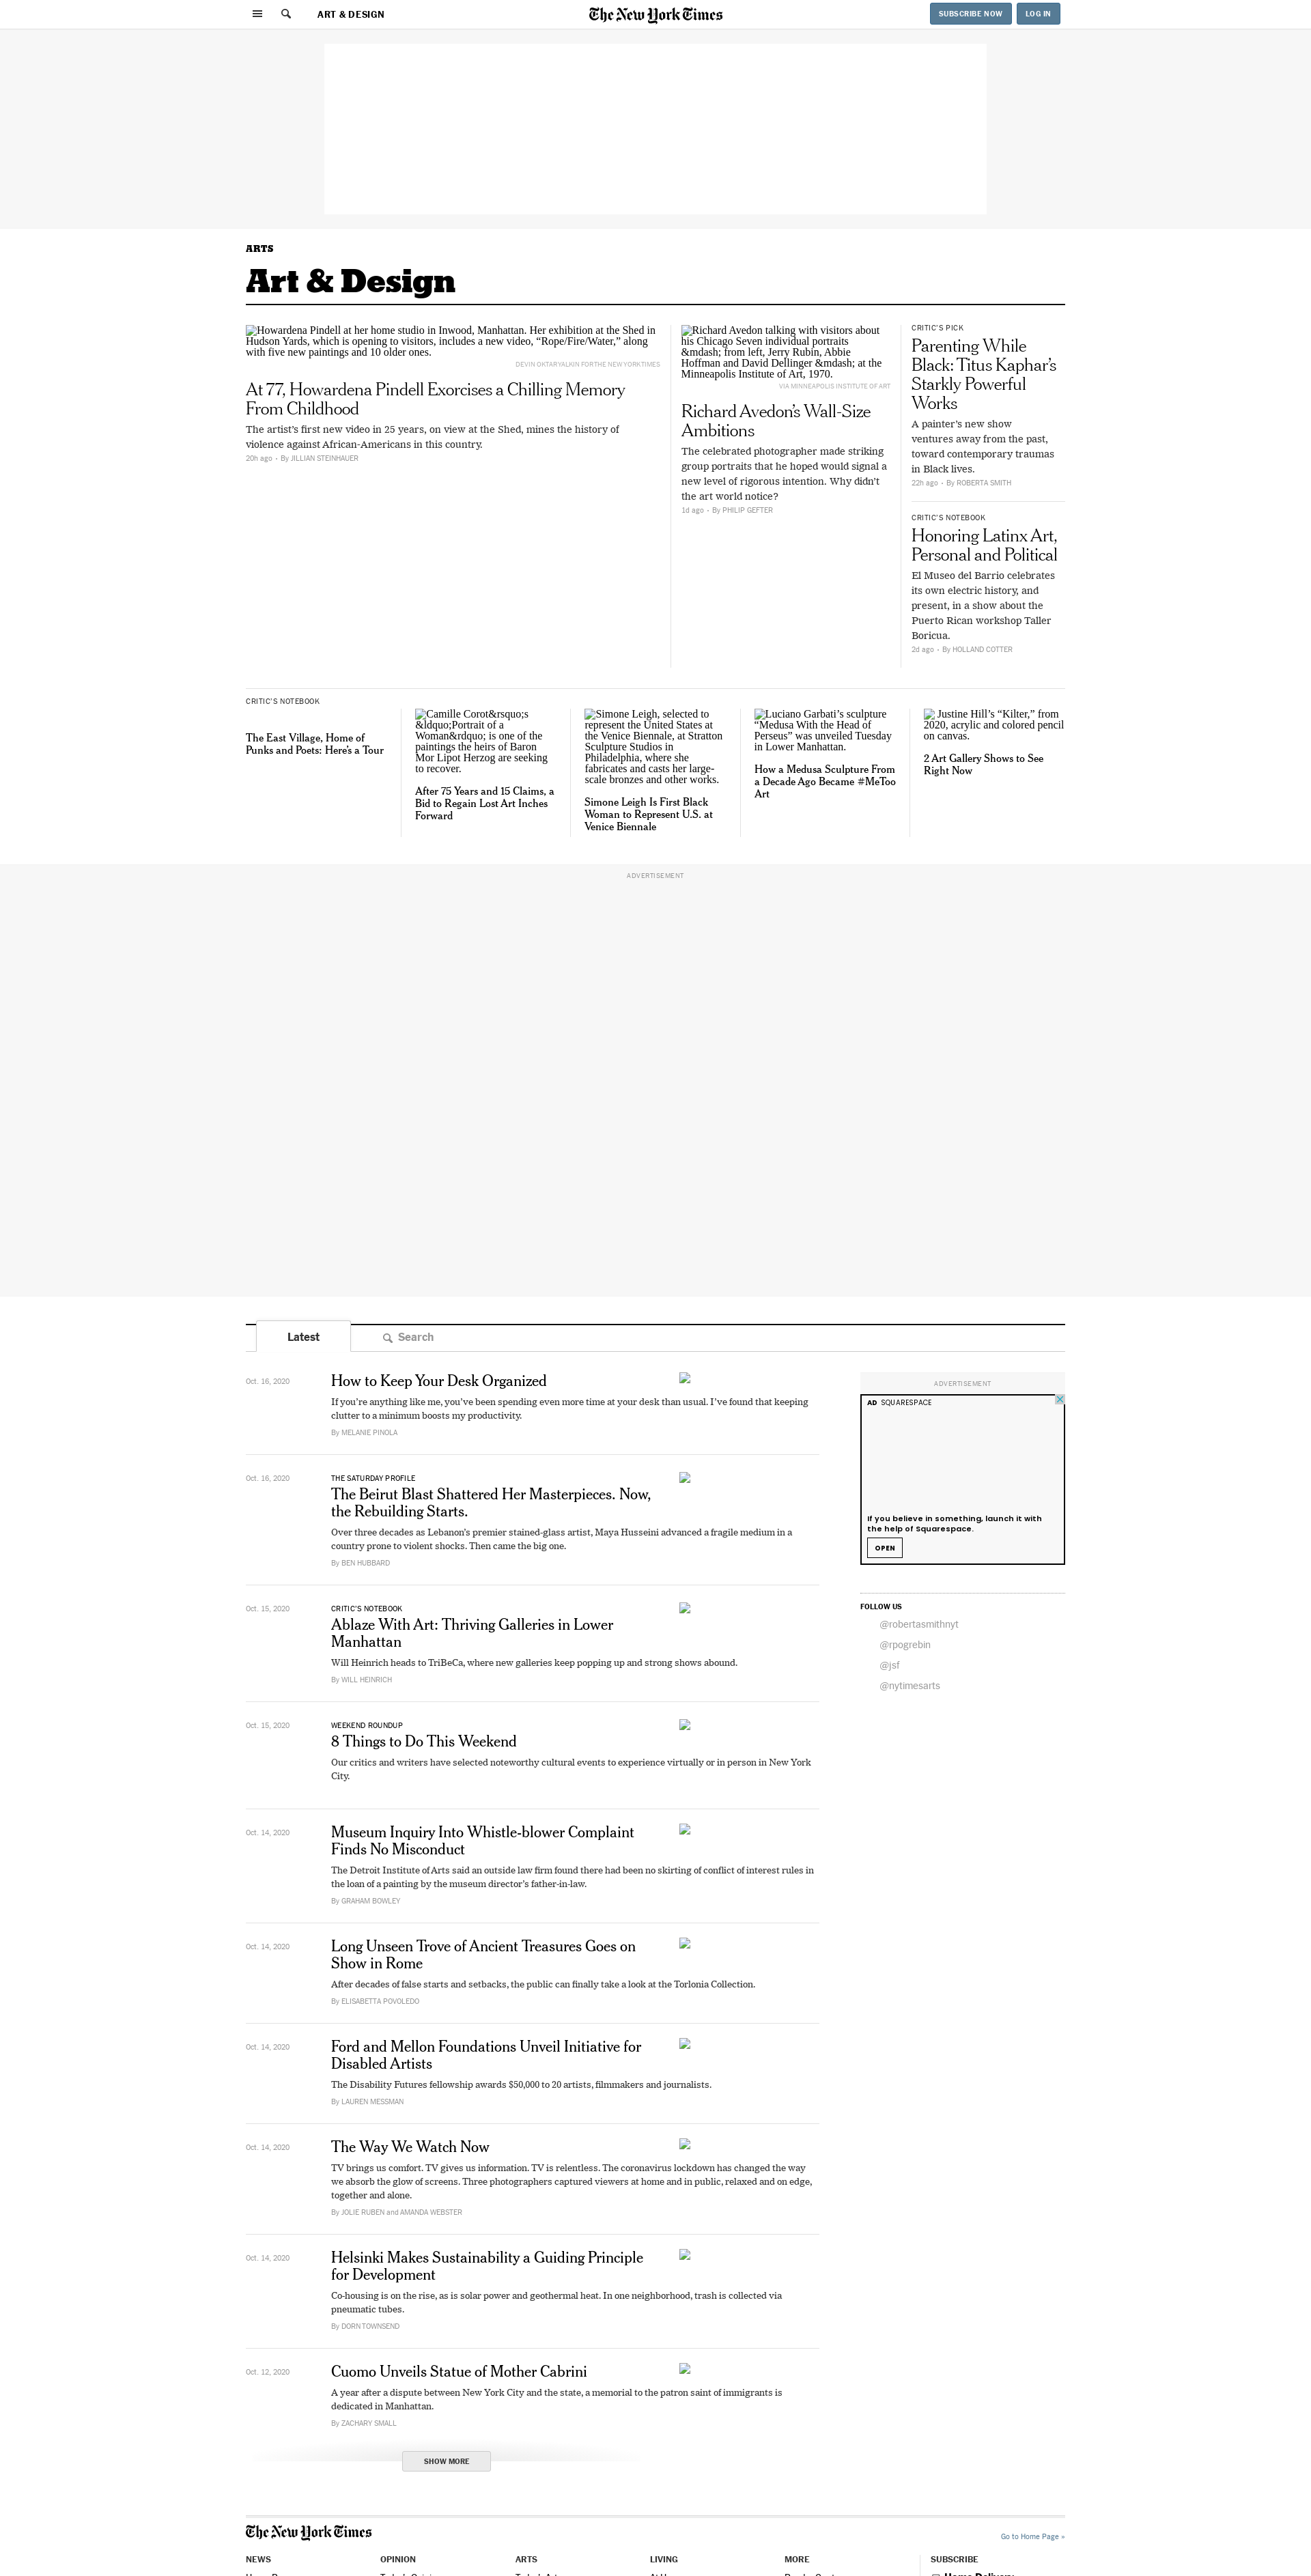 ART & DESIGN
The New York Times
SUBSCRIBE NOW
LOG IN
ARTS
Art & Design
Howardena Pindell at her home studio in Inwood, Manhattan. Her exhibition at the Shed in
Hudson Yards, which is opening to visitors, includes a new video, “Rope/Fire/Water,” along
with five new paintings and 10 older ones.
DEVIN OKTAR YALKIN FOR THE NEW YORK TIMES
At 77, Howardena Pindell Exorcises a Chilling Memory
From Childhood
The artist’s first new video in 25 years, on view at the Shed, mines the history of
violence against African-Americans in this country.
20h ago • By JILLIAN STEINHAUER
Richard Avedon talking with visitors about
his Chicago Seven individual portraits
&mdash; from left, Jerry Rubin, Abbie
Hoffman and David Dellinger &mdash; at the
Minneapolis Institute of Art, 1970.
VIA MINNEAPOLIS INSTITUTE OF ART
Richard Avedon’s Wall-Size
Ambitions
The celebrated photographer made striking
group portraits that he hoped would signal a
new level of rigorous intention. Why didn’t
the art world notice?
1d ago • By PHILIP GEFTER
CRITIC’S PICK
Parenting While
Black: Titus Kaphar’s
Starkly Powerful
Works
A painter’s new show
ventures away from the past,
toward contemporary traumas
in Black lives.
22h ago • By ROBERTA SMITH
CRITIC’S NOTEBOOK
Honoring Latinx Art,
Personal and Political
El Museo del Barrio celebrates
its own electric history, and
present, in a show about the
Puerto Rican workshop Taller
Boricua.
2d ago • By HOLLAND COTTER
CRITIC’S NOTEBOOK
The East Village, Home of
Punks and Poets: Here’s a Tour
Camille Corot&rsquo;s
&ldquo;Portrait of a
Woman&rdquo; is one of the
paintings the heirs of Baron
Mor Lipot Herzog are seeking
to recover.
After 75 Years and 15 Claims, a
Bid to Regain Lost Art Inches
Forward
Simone Leigh, selected to
represent the United States at
the Venice Biennale, at Stratton
Sculpture Studios in
Philadelphia, where she
fabricates and casts her large-
scale bronzes and other works.
Simone Leigh Is First Black
Woman to Represent U.S. at
Venice Biennale
Luciano Garbati’s sculpture
“Medusa With the Head of
Perseus” was unveiled Tuesday
in Lower Manhattan.
How a Medusa Sculpture From
a Decade Ago Became #MeToo
Art
Justine Hill’s “Kilter,” from
2020, acrylic and colored pencil
on canvas.
2 Art Gallery Shows to See
Right Now
ADVERTISEMENT
Latest
Search
Oct. 16, 2020
How to Keep Your Desk Organized
If you’re anything like me, you’ve been spending even more time at your desk than usual. I’ve found that keeping
clutter to a minimum boosts my productivity.
By MELANIE PINOLA
Oct. 16, 2020
THE SATURDAY PROFILE
The Beirut Blast Shattered Her Masterpieces. Now,
the Rebuilding Starts.
Over three decades as Lebanon’s premier stained-glass artist, Maya Husseini advanced a fragile medium in a
country prone to violent shocks. Then came the big one.
By BEN HUBBARD
Oct. 15, 2020
CRITIC’S NOTEBOOK
Ablaze With Art: Thriving Galleries in Lower
Manhattan
Will Heinrich heads to TriBeCa, where new galleries keep popping up and strong shows abound.
By WILL HEINRICH
Oct. 15, 2020
WEEKEND ROUNDUP
8 Things to Do This Weekend
Our critics and writers have selected noteworthy cultural events to experience virtually or in person in New York
City.
Oct. 14, 2020
Museum Inquiry Into Whistle-blower Complaint
Finds No Misconduct
The Detroit Institute of Arts said an outside law firm found there had been no skirting of conflict of interest rules in
the loan of a painting by the museum director’s father-in-law.
By GRAHAM BOWLEY
Oct. 14, 2020
Long Unseen Trove of Ancient Treasures Goes on
Show in Rome
After decades of false starts and setbacks, the public can finally take a look at the Torlonia Collection.
By ELISABETTA POVOLEDO
Oct. 14, 2020
Ford and Mellon Foundations Unveil Initiative for
Disabled Artists
The Disability Futures fellowship awards $50,000 to 20 artists, filmmakers and journalists.
By LAUREN MESSMAN
Oct. 14, 2020
The Way We Watch Now
TV brings us comfort. TV gives us information. TV is relentless. The coronavirus lockdown has changed the way
we absorb the glow of screens. Three photographers captured viewers at home and in public, relaxed and on edge,
together and alone.
By JOLIE RUBEN and AMANDA WEBSTER
Oct. 14, 2020
Helsinki Makes Sustainability a Guiding Principle
for Development
Co-housing is on the rise, as is solar power and geothermal heat. In one neighborhood, trash is collected via
pneumatic tubes.
By DORN TOWNSEND
Oct. 12, 2020
Cuomo Unveils Statue of Mother Cabrini
A year after a dispute between New York City and the state, a memorial to the patron saint of immigrants is
dedicated in Manhattan.
By ZACHARY SMALL
SHOW MORE
ADVERTISEMENT
AD SQUARESPACE
If you believe in something, launch it with
the help of Squarespace.
OPEN
FOLLOW US
@robertasmithnyt
@rpogrebin
@jsf
@nytimesarts
The New York Times
Go to Home Page »
NEWS
OPINION
ARTS
LIVING
MORE
SUBSCRIBE